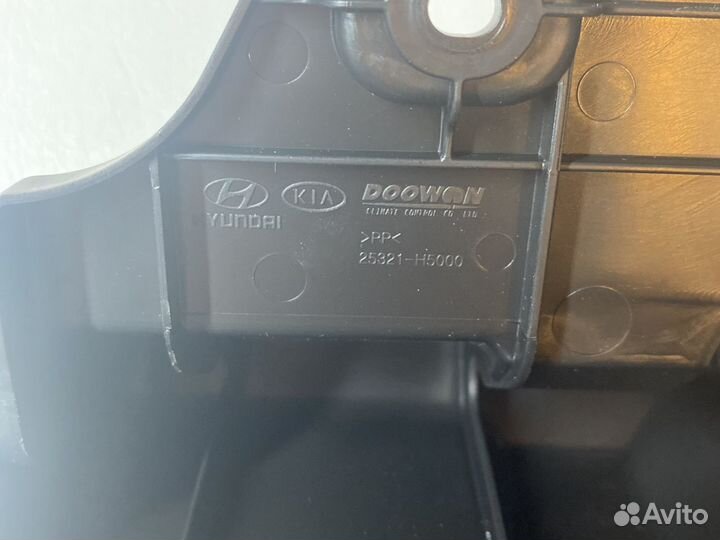 HYUNDAI
KIA
DOOWON
CLIMATE CONTROL CO. LTD.
>PP<
25321-H5000
Avito